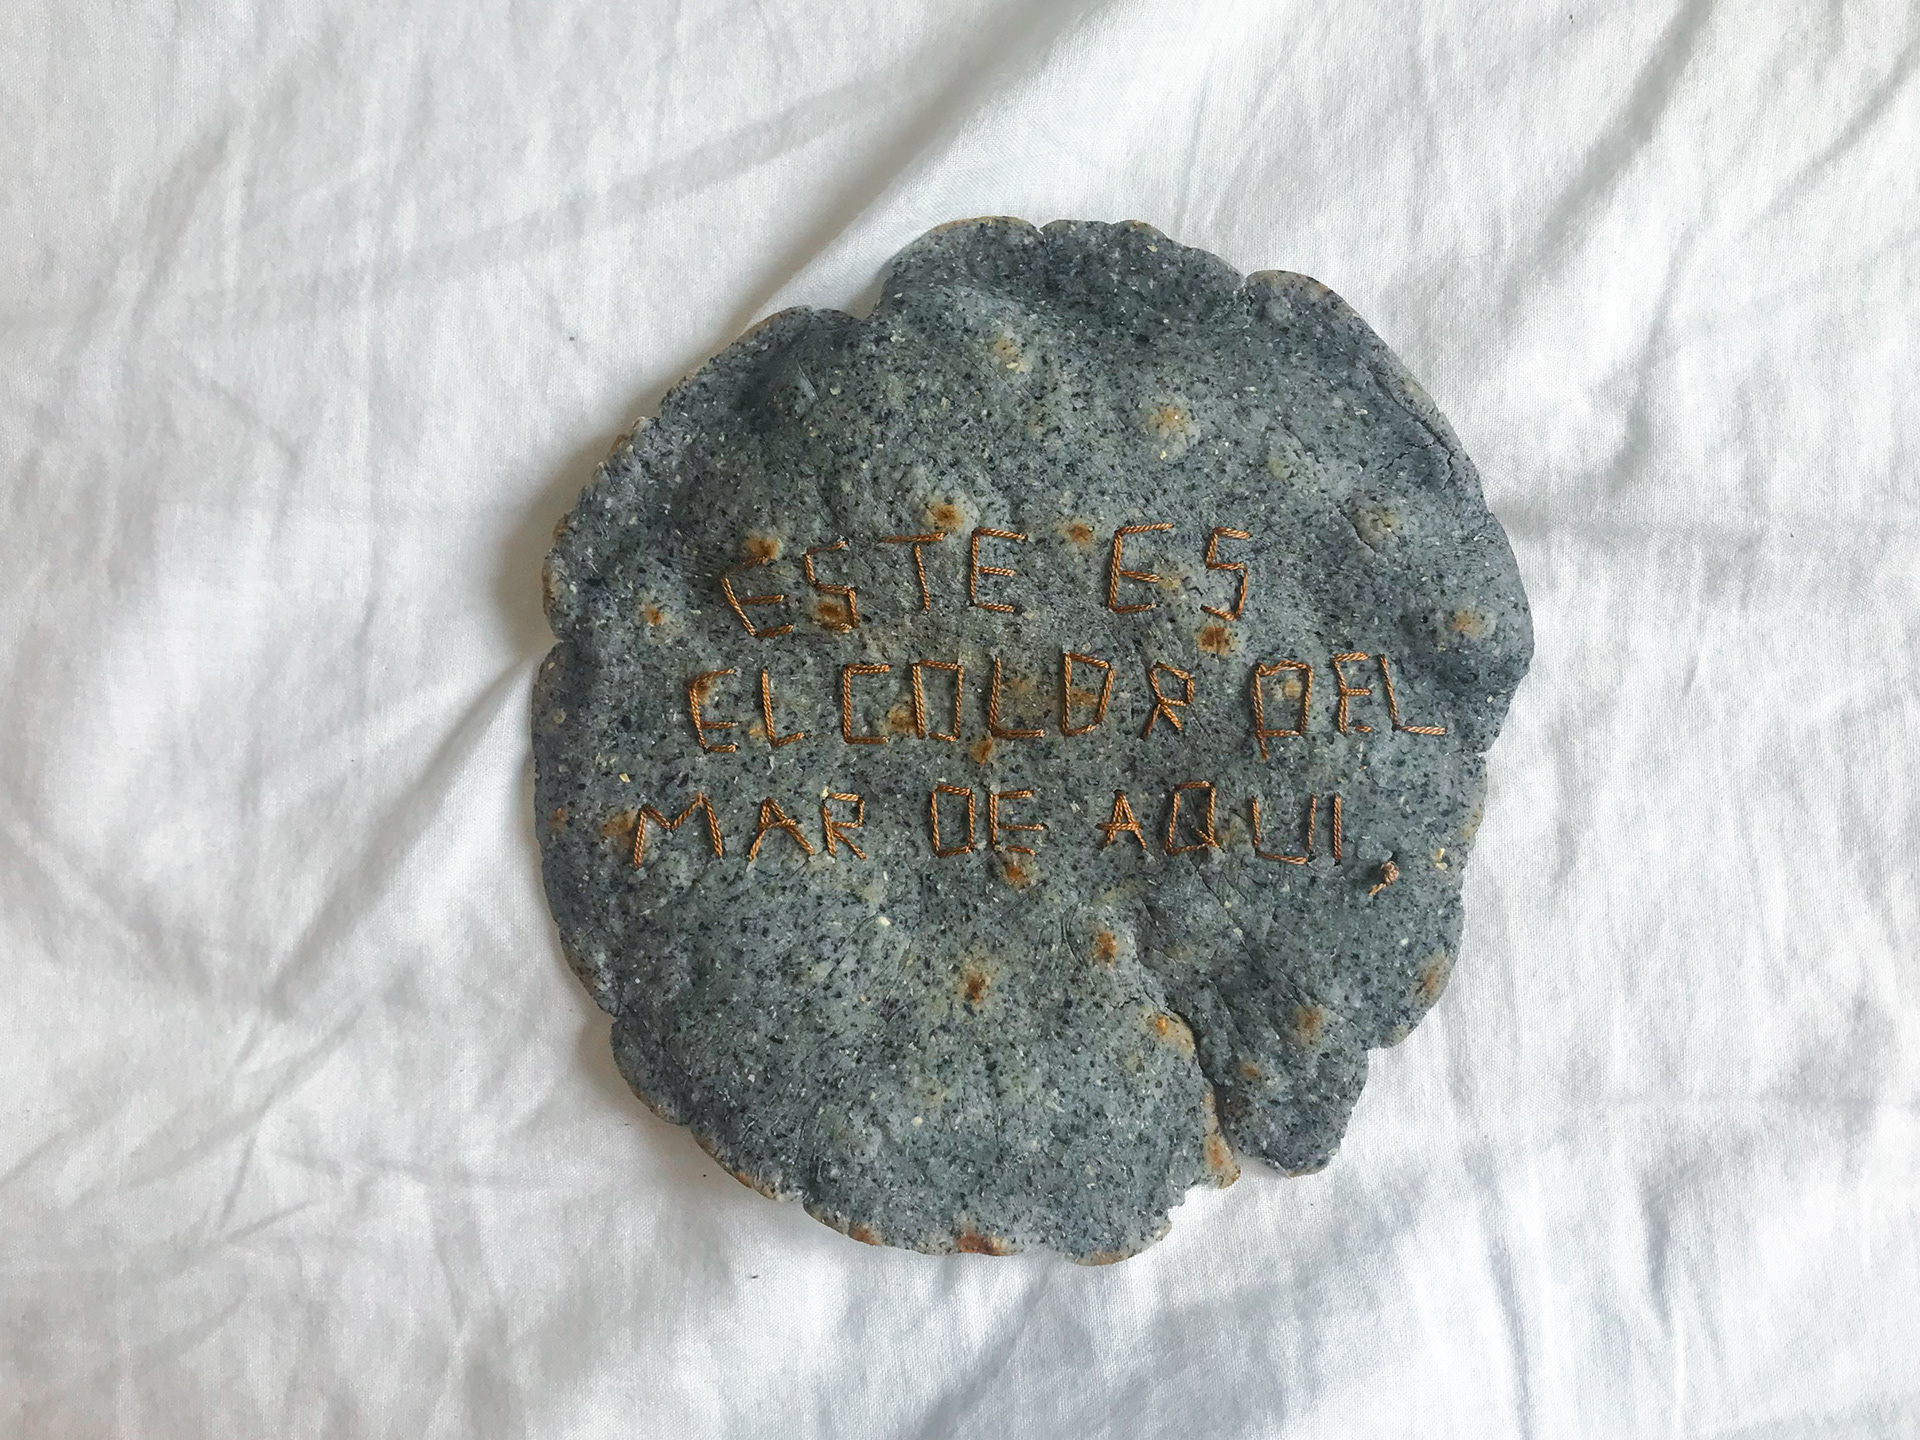 ESTE ES
EL COLOR DEL
MAR DE AQUI.